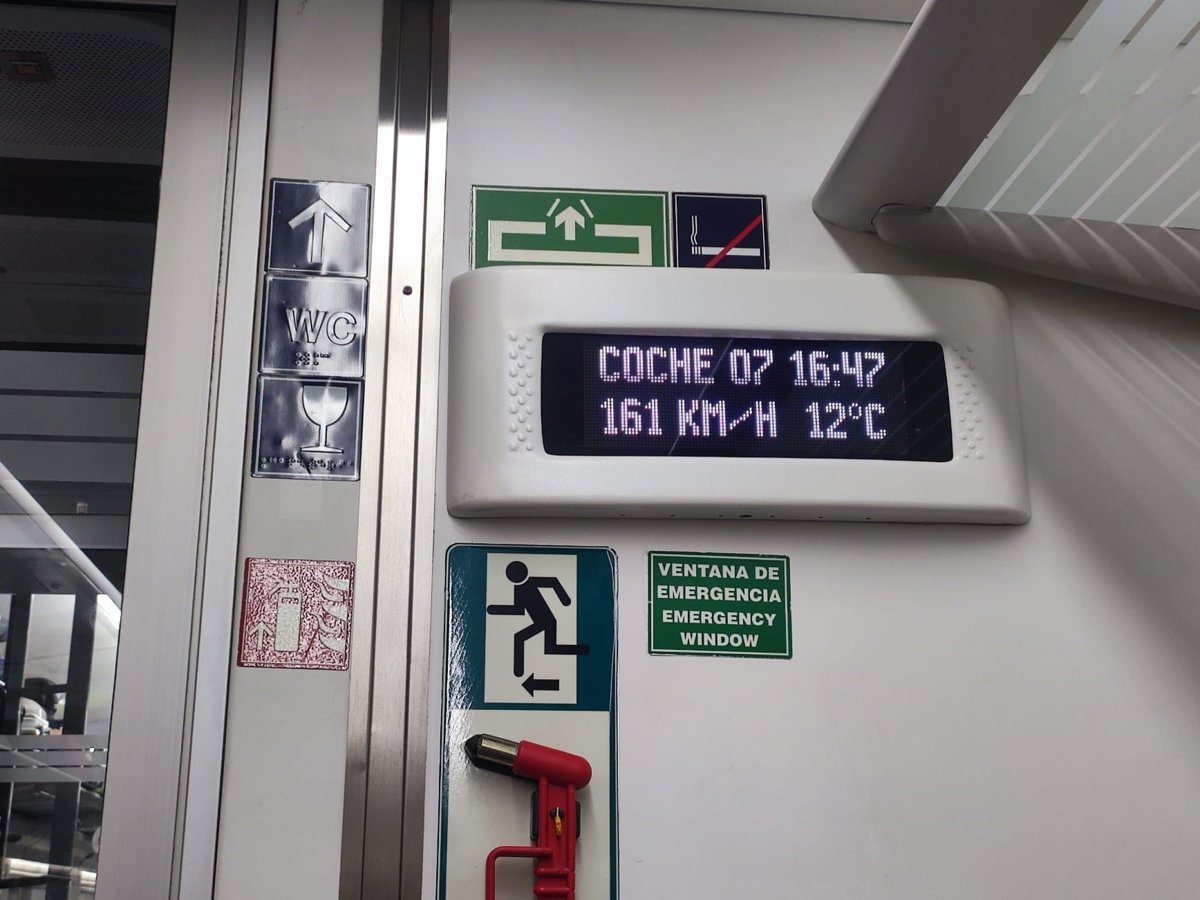 WC
COCHE 07 16:47
161 KM/H 12°C
VENTANA DE
EMERGENCIA
EMERGENCY
WINDOW